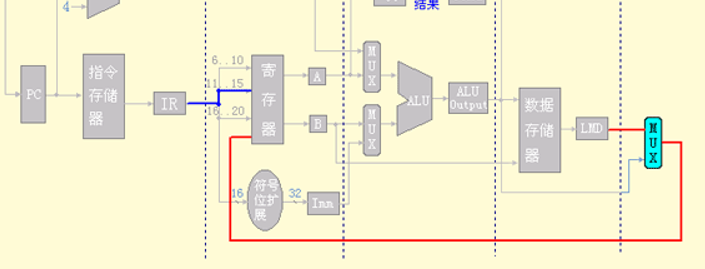 结果
4
指令
存储
器
PC
IR
6..10
11..15
16..20
寄
存
器
A
B
M
U
X
M
U
X
ALU
ALU
Output
数据
存储
器
LMD
M
U
X
符号
位扩
展
16
32
Imm